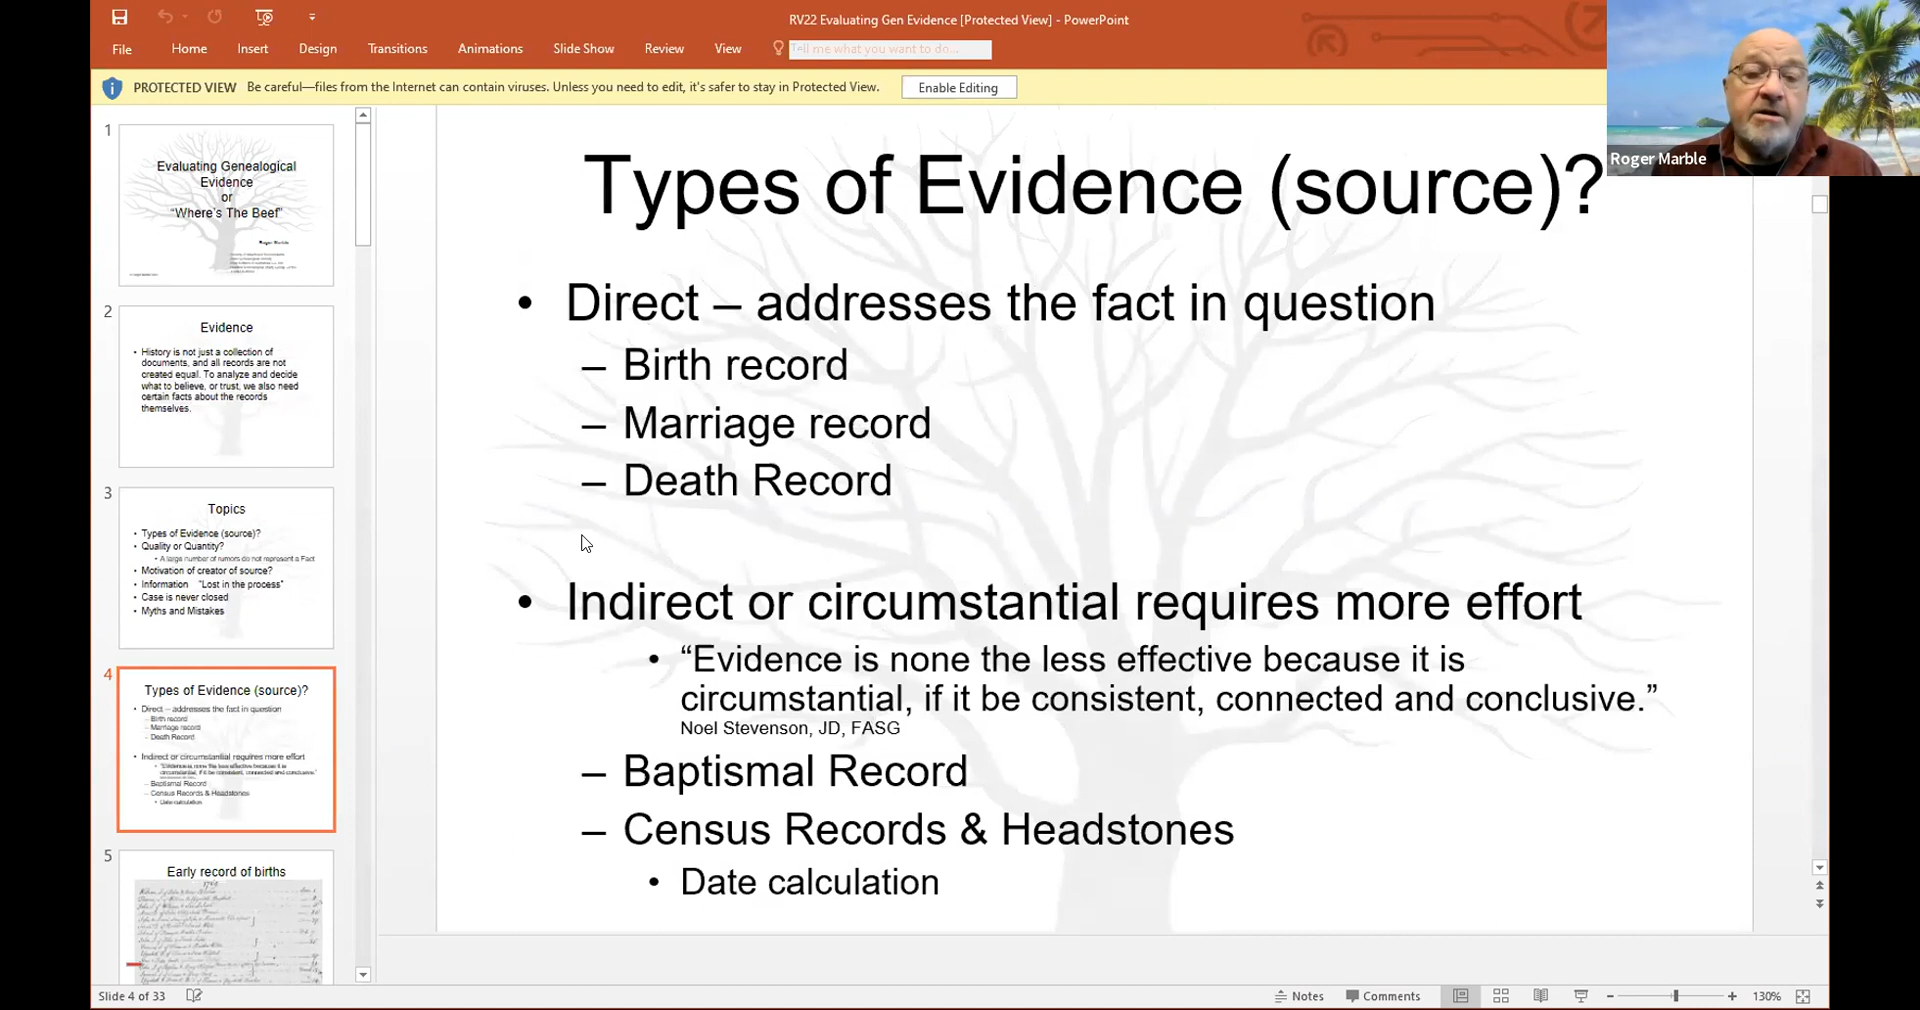 RV22 Evaluating Gen Evidence [Protected View] - PowerPoint
File Home Insert Design Transitions Animations Slide Show Review View Tell me what you want to do...
PROTECTED VIEW Be careful—files from the Internet can contain viruses. Unless you need to edit, it's safer to stay in Protected View. Enable Editing
Roger Marble
1
Evaluating Genealogical
Evidence
or
“Where's The Beef”
Roger Marble
2
Evidence
• History is not just a collection of
documents, and all records are not
created equal. To analyze and decide
what to believe, or trust, we also need
certain facts about the records
themselves.
3
Topics
• Types of Evidence (source)?
• Quality or Quantity?
• A large number of rumors do not represent a Fact
• Motivation of creator of source?
• Information “Lost in the process”
• Case is never closed
• Myths and Mistakes
4
Types of Evidence (source)?
• Direct – addresses the fact in question
– Birth record
– Marriage record
– Death Record
• Indirect or circumstantial requires more effort
• “Evidence is none the less effective because it is
circumstantial, if it be consistent, connected and conclusive.”
– Baptismal Record
– Census Records & Headstones
• Date calculation
5
Early record of births
Types of Evidence (source)?
• Direct – addresses the fact in question
– Birth record
– Marriage record
– Death Record
• Indirect or circumstantial requires more effort
• “Evidence is none the less effective because it is
circumstantial, if it be consistent, connected and conclusive.”
Noel Stevenson, JD, FASG
– Baptismal Record
– Census Records & Headstones
• Date calculation
Slide 4 of 33 Notes Comments 130%